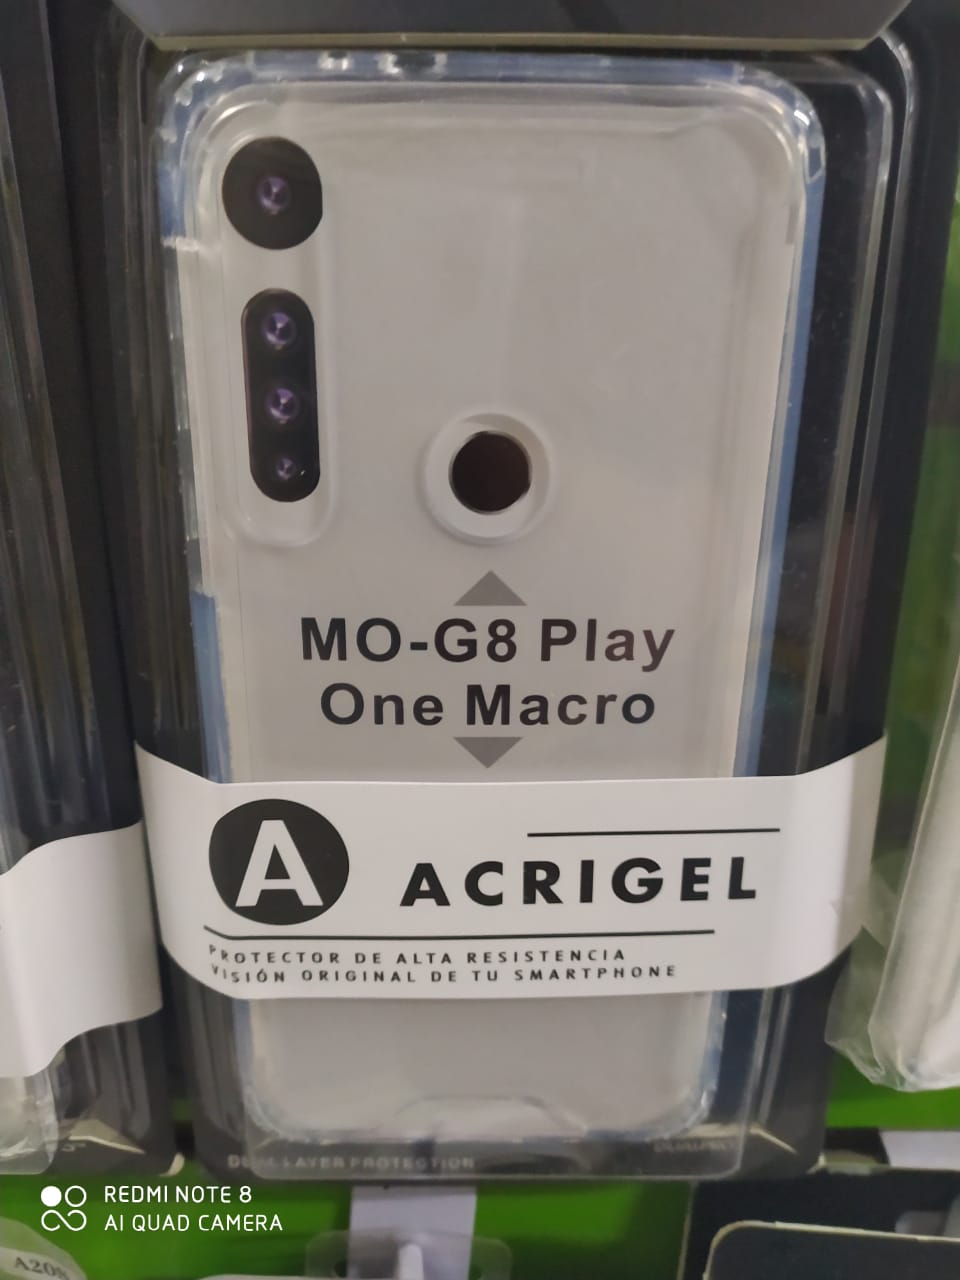 MO-G8 Play
One Macro
A
ACRIGEL
PROTECTOR DE ALTA RESISTENCIA
VISIÓN ORIGINAL DE TU SMARTPHONE
DUAL LAYER PROTECTION
REDMI NOTE 8
AI QUAD CAMERA